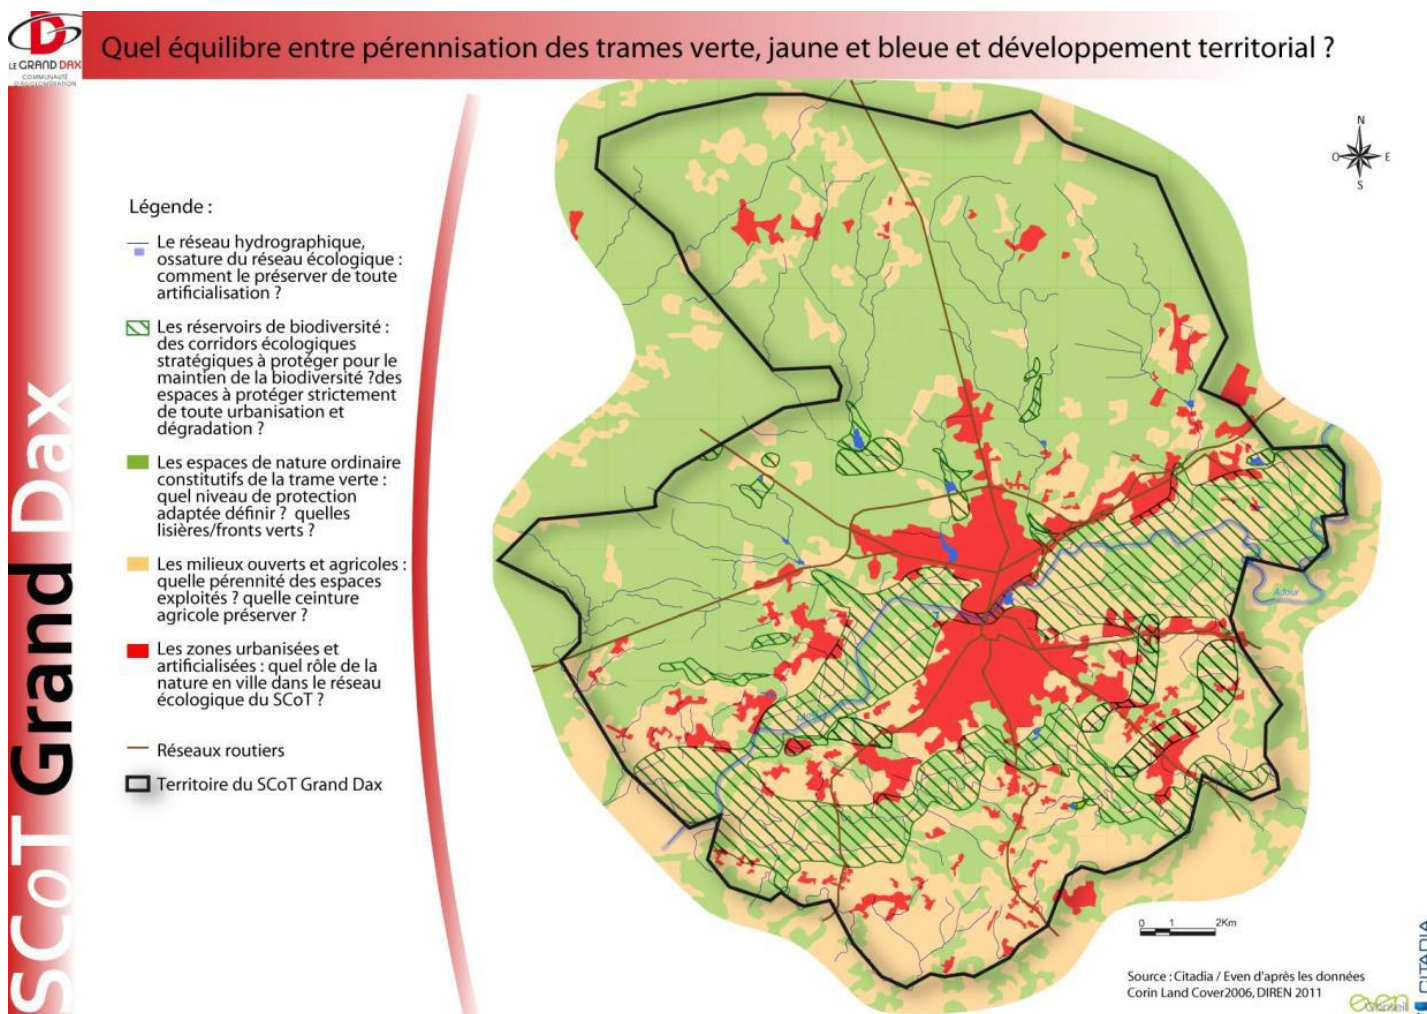 LE GRAND DAX
COMMUNAUTÉ
D'AGGLOMÉRATION
Quel équilibre entre pérennisation des trames verte, jaune et bleue et développement territorial ?
SCoT Grand Dax
Légende :
Le réseau hydrographique,
ossature du réseau écologique :
comment le préserver de toute
artificialisation ?
Les réservoirs de biodiversité :
des corridors écologiques
stratégiques à protéger pour le
maintien de la biodiversité ?des
espaces à protéger strictement
de toute urbanisation et
dégradation ?
Les espaces de nature ordinaire
constitutifs de la trame verte :
quel niveau de protection
adaptée définir ? quelles
lisières/fronts verts ?
Les milieux ouverts et agricoles :
quelle pérennité des espaces
exploités ? quelle ceinture
agricole préserver ?
Les zones urbanisées et
artificialisées : quel rôle de la
nature en ville dans le réseau
écologique du SCoT ?
Réseaux routiers
Territoire du SCoT Grand Dax
N
O E
S
Adour
Adour
0 1 2Km
Source : Citadia / Even d'après les données
Corin Land Cover2006, DIREN 2011
even
Conseil
CITADIA